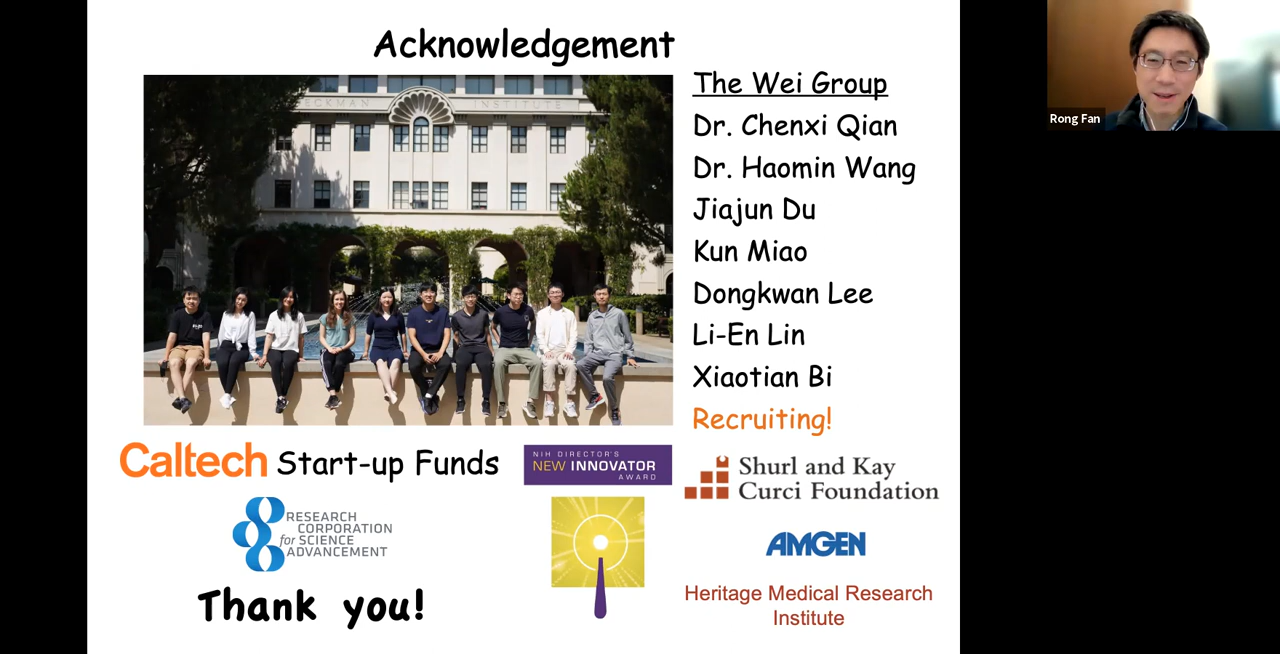 Acknowledgement
ECKMAN INSTITUTE
The Wei Group
Dr. Chenxi Qian
Dr. Haomin Wang
Jiajun Du
Kun Miao
Dongkwan Lee
Li-En Lin
Xiaotian Bi
Recruiting!
Caltech Start-up Funds
NIH DIRECTOR'S
NEW INNOVATOR
AWARD
Shurl and Kay
Curci Foundation
RESEARCH
CORPORATION
for SCIENCE
ADVANCEMENT
AMGEN
Heritage Medical Research
Institute
Thank you!
Rong Fan